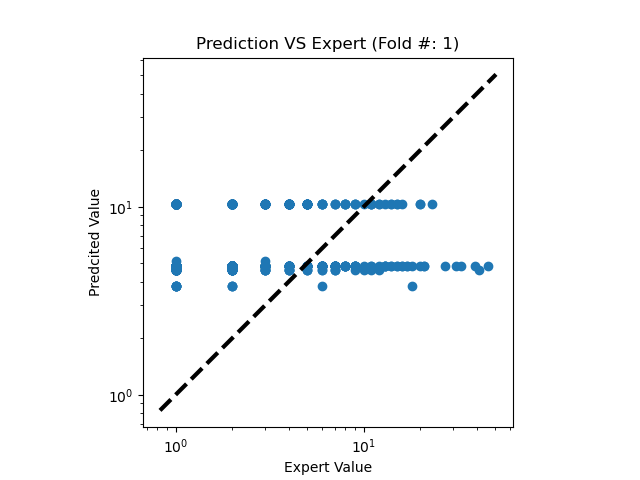 Prediction VS Expert (Fold #: 1)
Predcited Value
10¹
10⁰
10⁰ 10¹
Expert Value